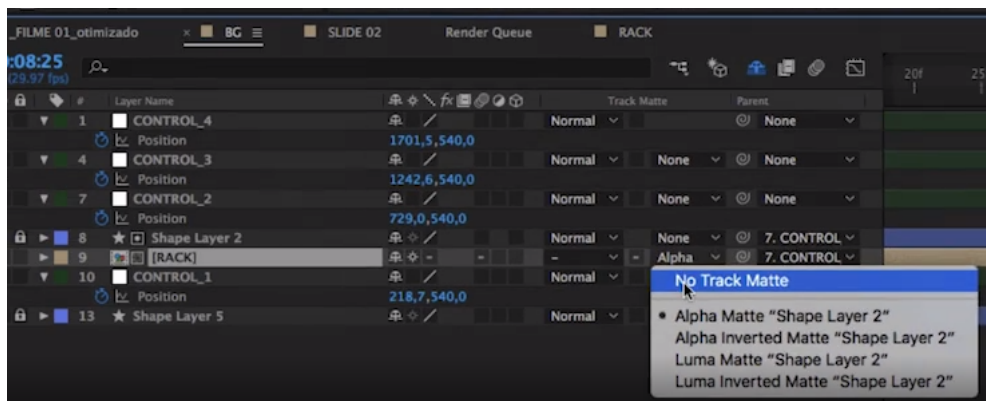 _FILME 01_otimizado × BG SLIDE 02 Render Queue RACK
:08:25
(29.97 fps)
20f 25
# Layer Name fx Track Matte Parent
1 CONTROL_4 Normal None
Position 1701,5,540,0
4 CONTROL_3 Normal None None
Position 1242,6,540,0
7 CONTROL_2 Normal None None
Position 729,0,540,0
8 Shape Layer 2 Normal None 7. CONTROL
9 [RACK] - Alpha 7. CONTROL
10 CONTROL_1 Normal
Position 218,7,540,0
13 Shape Layer 5 Normal
No Track Matte
• Alpha Matte “Shape Layer 2”
Alpha Inverted Matte “Shape Layer 2”
Luma Matte “Shape Layer 2”
Luma Inverted Matte “Shape Layer 2”